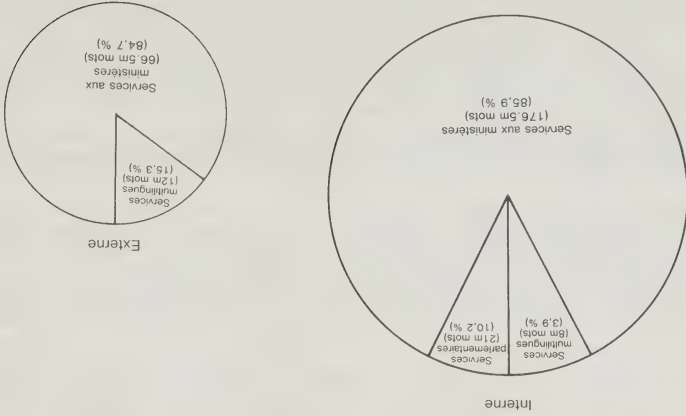 Interne
Services
multilingues
(8m mots)
(3,9 %)
Services
parlementaires
(21m mots)
(10,2 %)
Services aux ministères
(176.5m mots)
(85,9 %)
Externe
Services
multilingues
(12m mots)
(15,3 %)
Services aux
ministères
(66.5m mots)
(84,7 %)